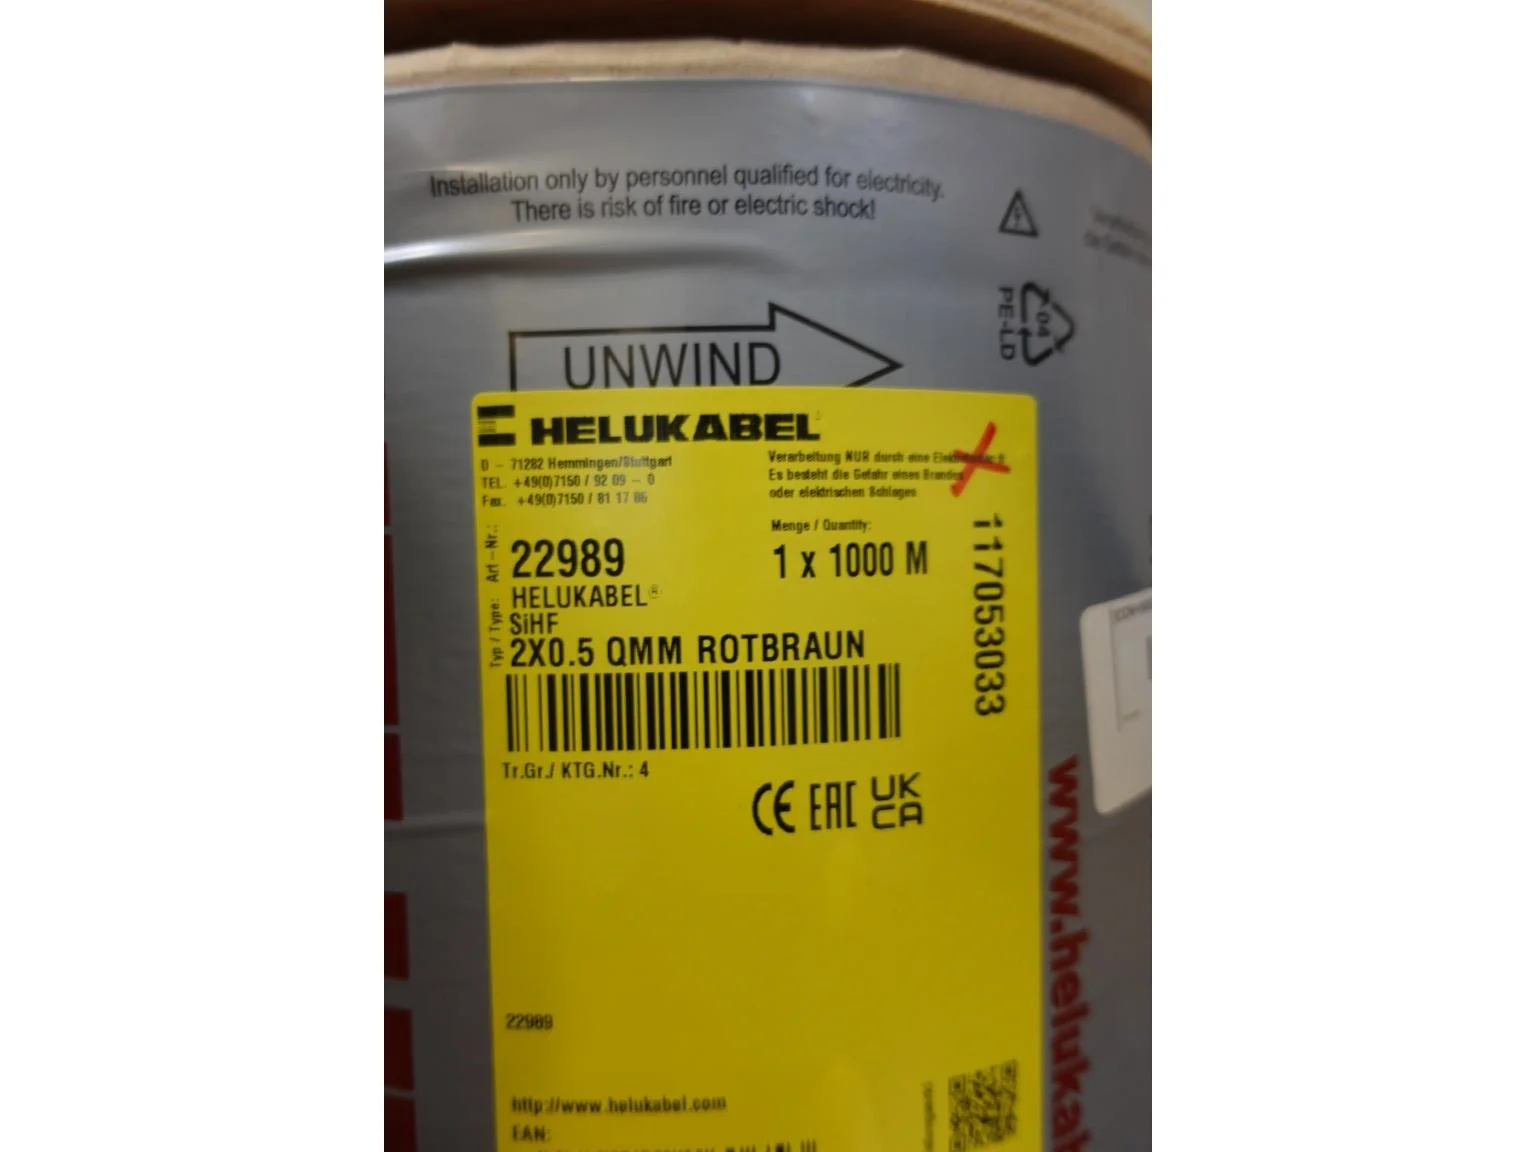 Installation only by personnel qualified for electricity.
There is risk of fire or electric shock!
04
PE-LD
UNWIND
HELUKABEL
D - 71282 Hemmingen/Stuttgart
TEL. +49(0)7150 / 92 09 - 0
Fax. +49(0)7150 / 81 17 86
Verarbeitung NUR durch eine
Es besteht die Gefahr eines Brandes
oder elektrischen Schlages
Menge / Quantity:
1 x 1000 M
Art-Nr.:
22989
Typ / Type:
HELUKABEL®
SiHF
2X0.5 QMM ROTBRAUN
117053033
Tr.Gr./ KTG.Nr.: 4
CE EAC UK
CA
22989
http://www.helukabel.com
EAN:
www.helukab